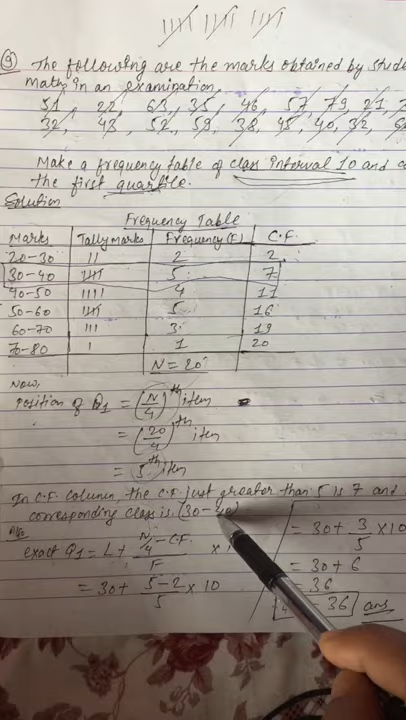 ⑨ The following are the marks obtained by
math in an examination.
51, 22, 63, 35, 46, 57, 79, 21,
32, 43, 52, 59, 38, 45, 40, 32,
Make a frequency table of class interval 10 and
the first quartile.
Solution
Frequency Table
Marks Tally Marks Frequency (F) C.F.
20-30 || 2 2
30-40 5 7
40-50 |||| 4 11
50-60 5 16
60-70 ||| 3 19
70-80 | 1 20
N = 20
Now,
Position of Q1 = (N/4)th item
= (20/4)th item
= 5th item
In C.F. column, the C.F. just greater than 5 is 7 and
corresponding class is (30-40)
Also
exact Q1 = L + (N/4 - C.F.)/F ×
= 30 + (5-2)/5 × 10
= 30 + 3/5 × 10
= 30 + 6
= 36
36 ans